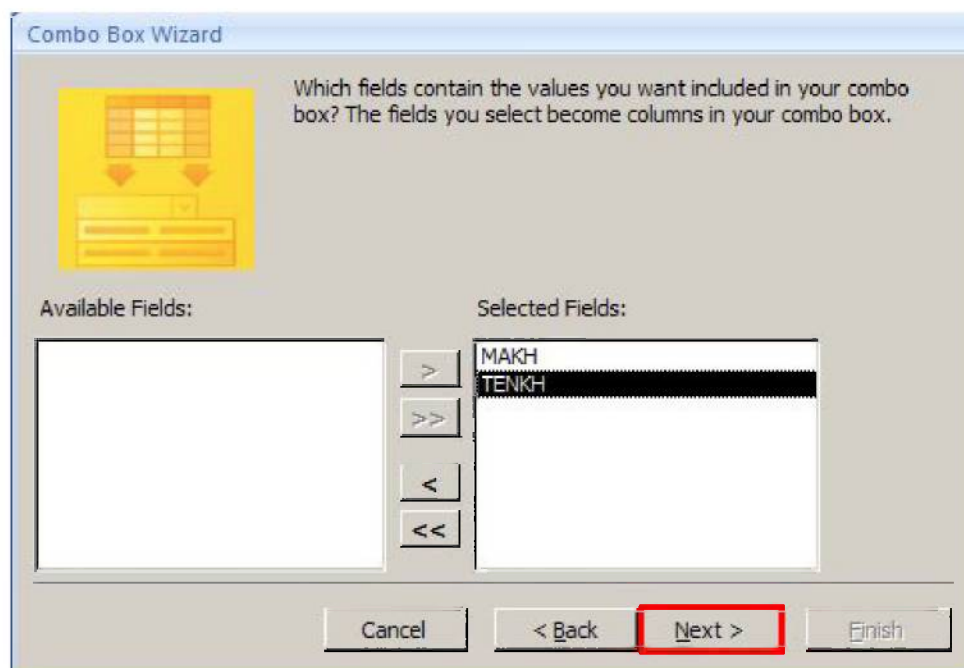 Combo Box Wizard
Which fields contain the values you want included in your combo
box? The fields you select become columns in your combo box.
Available Fields:
Selected Fields:
MAKH
TENKH
>
>>
<
<<
Cancel
< Back
Next >
Finish